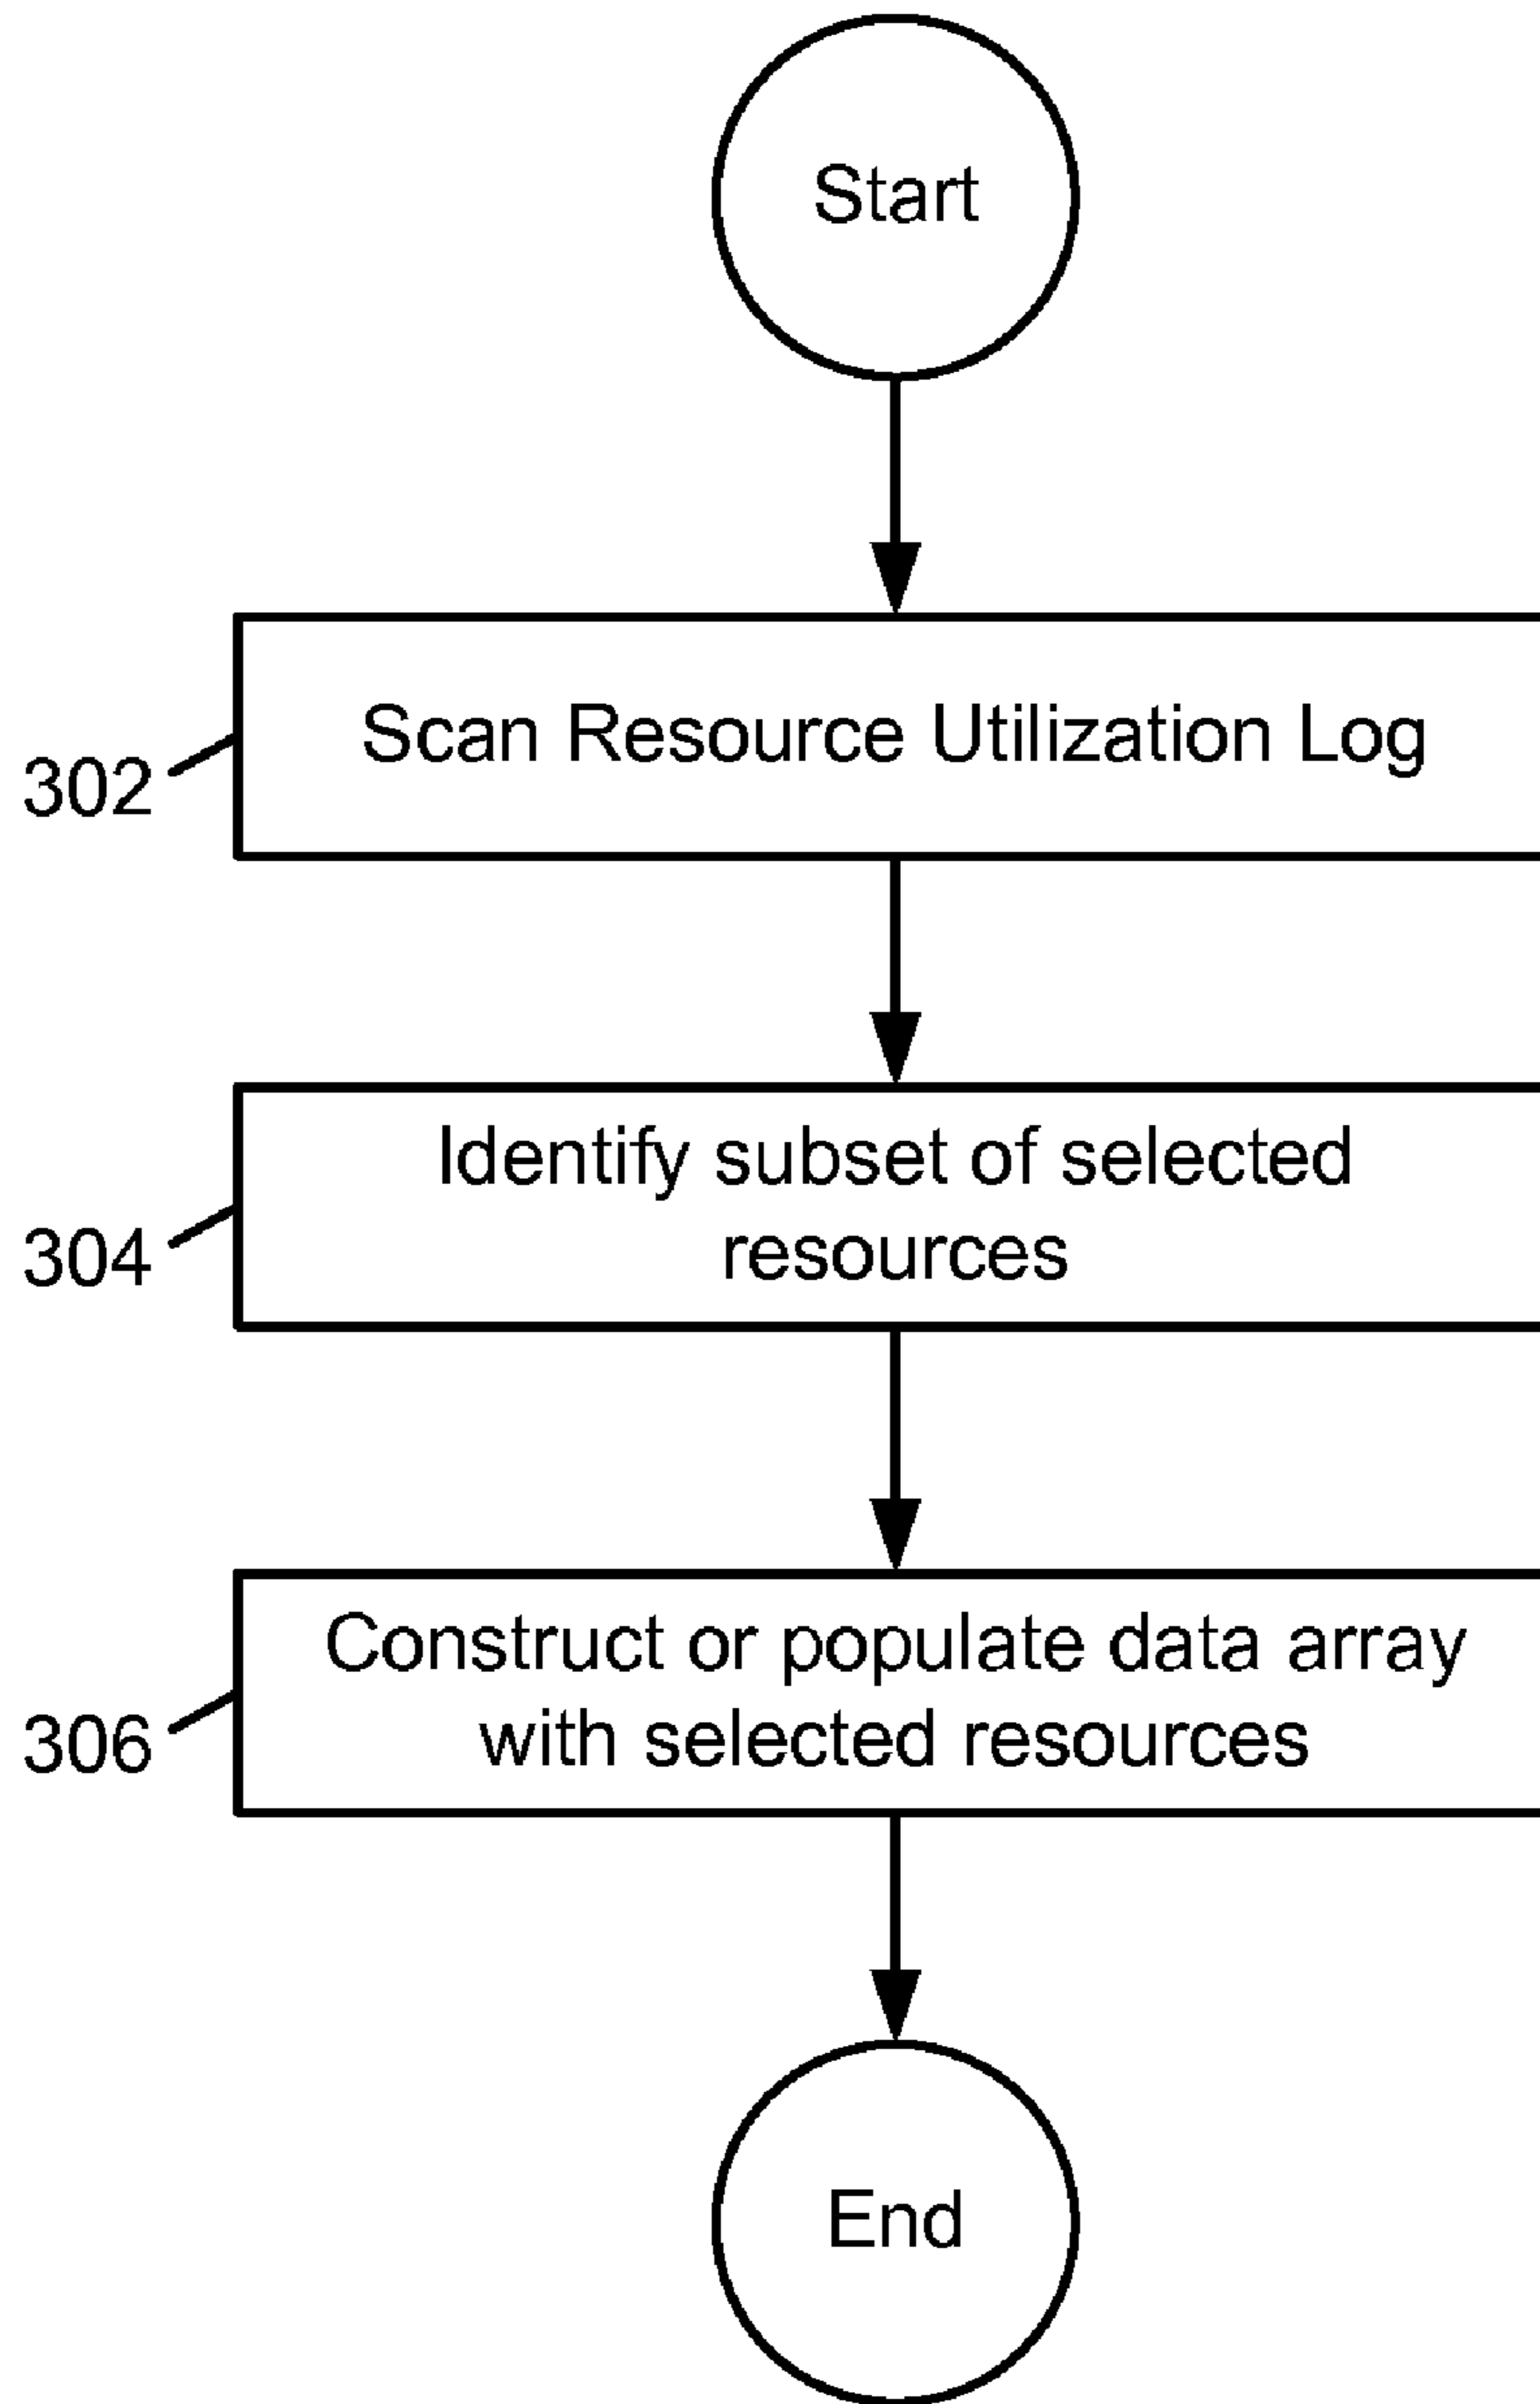 Start
302
Scan Resource Utilization Log
304
Identify subset of selected
resources
306
Construct or populate data array
with selected resources
End